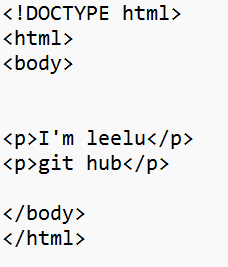 <!DOCTYPE html>
<html>
<body>
<p>I'm leelu</p>
<p>git hub</p>
</body>
</html>